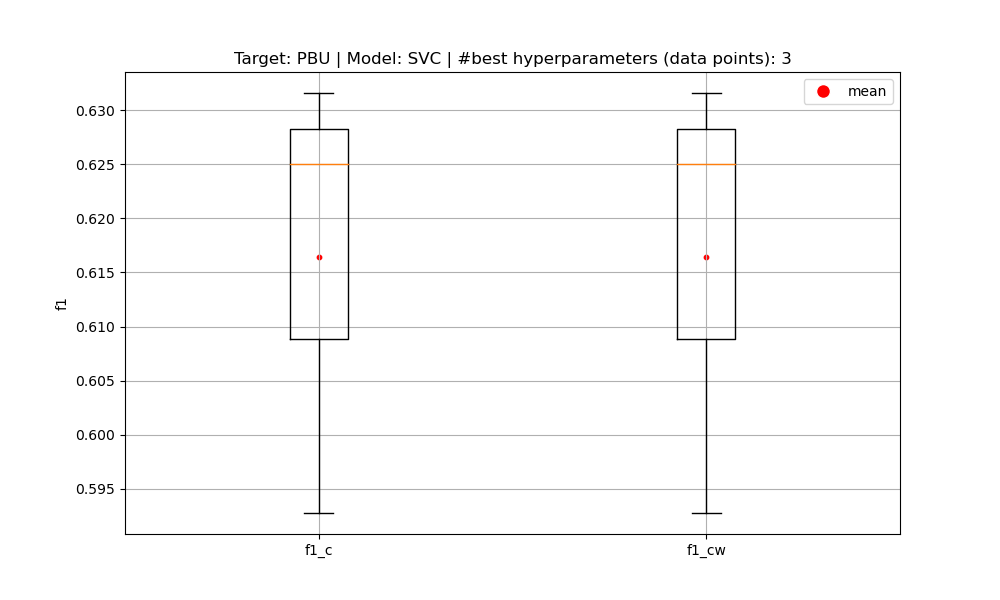 Target: PBU | Model: SVC | #best hyperparameters (data points): 3
mean
f1
0.630
0.625
0.620
0.615
0.610
0.605
0.600
0.595
f1_c
f1_cw